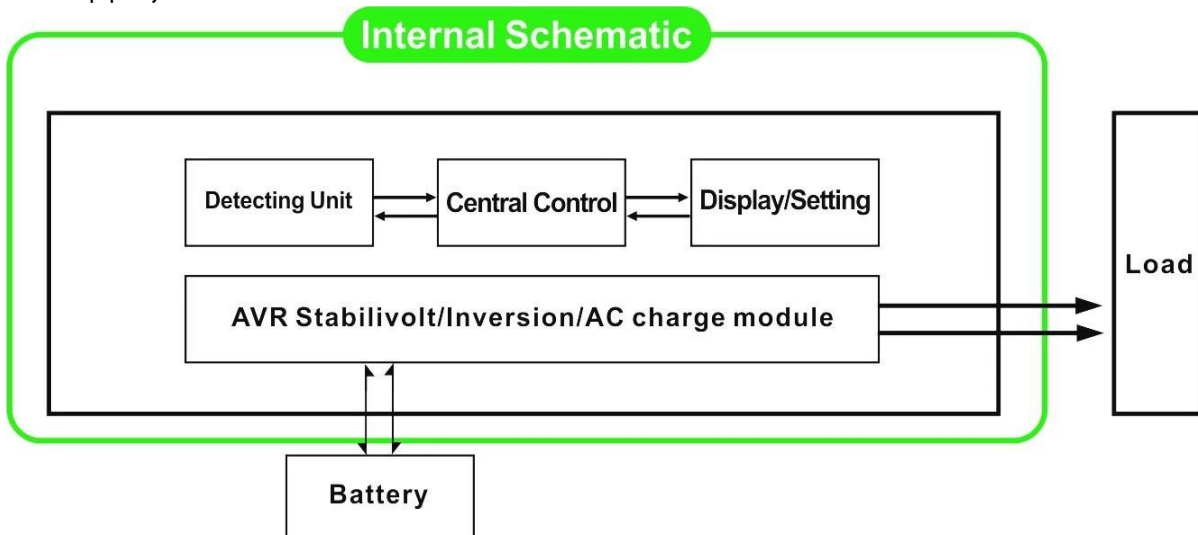 Internal Schematic
Detecting Unit
Central Control
Display/Setting
AVR Stabilivolt/Inversion/AC charge module
Load
Battery